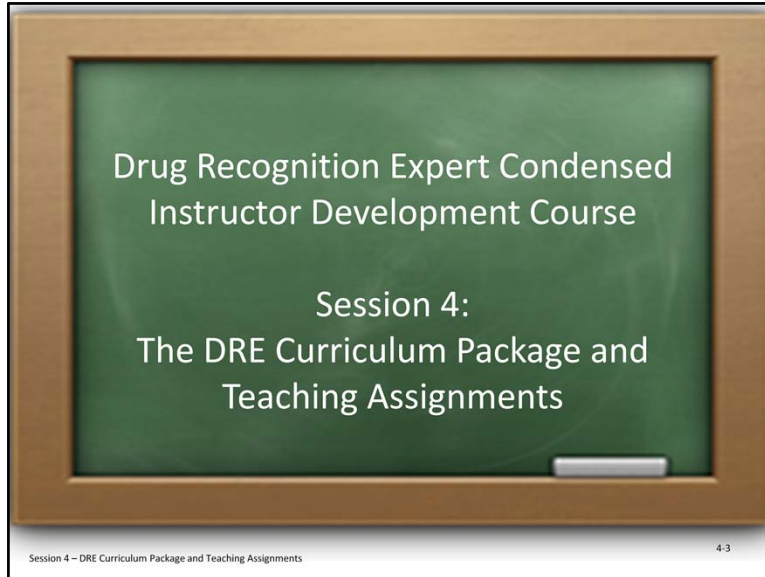 Drug Recognition Expert Condensed
Instructor Development Course
Session 4:
The DRE Curriculum Package and
Teaching Assignments
Session 4 – DRE Curriculum Package and Teaching Assignments
4-3